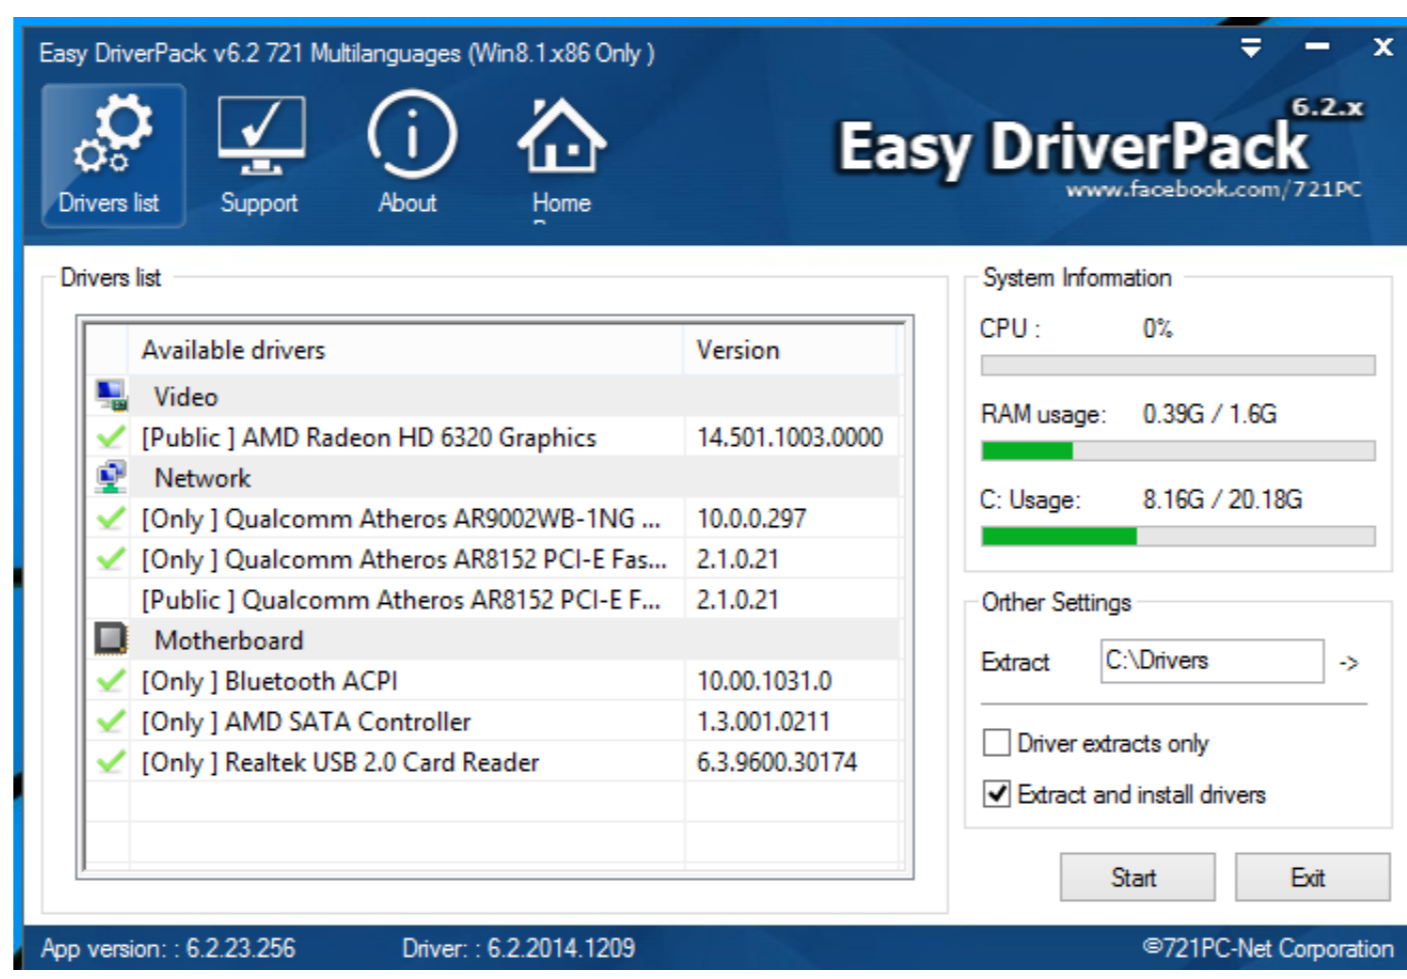 Easy DriverPack v6.2 721 Multilanguages (Win8.1.x86 Only )
Drivers list
Support
About
Home
6.2.x
Easy DriverPack
www.facebook.com/721PC
Drivers list
Available drivers Version
Video
[Public ] AMD Radeon HD 6320 Graphics 14.501.1003.0000
Network
[Only ] Qualcomm Atheros AR9002WB-1NG ... 10.0.0.297
[Only ] Qualcomm Atheros AR8152 PCI-E Fas... 2.1.0.21
[Public ] Qualcomm Atheros AR8152 PCI-E F... 2.1.0.21
Motherboard
[Only ] Bluetooth ACPI 10.00.1031.0
[Only ] AMD SATA Controller 1.3.001.0211
[Only ] Realtek USB 2.0 Card Reader 6.3.9600.30174
System Information
CPU : 0%
RAM usage: 0.39G / 1.6G
C: Usage: 8.16G / 20.18G
Orther Settings
Extract C:\Drivers ->
Driver extracts only
Extract and install drivers
Start Exit
App version: : 6.2.23.256 Driver: : 6.2.2014.1209 ©721PC-Net Corporation